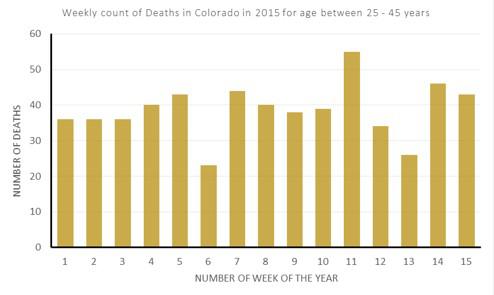 Weekly count of Deaths in Colorado in 2015 for age between 25 - 45 years
60
50
40
30
20
10
0
NUMBER OF DEATHS
1 2 3 4 5 6 7 8 9 10 11 12 13 14 15
NUMBER OF WEEK OF THE YEAR